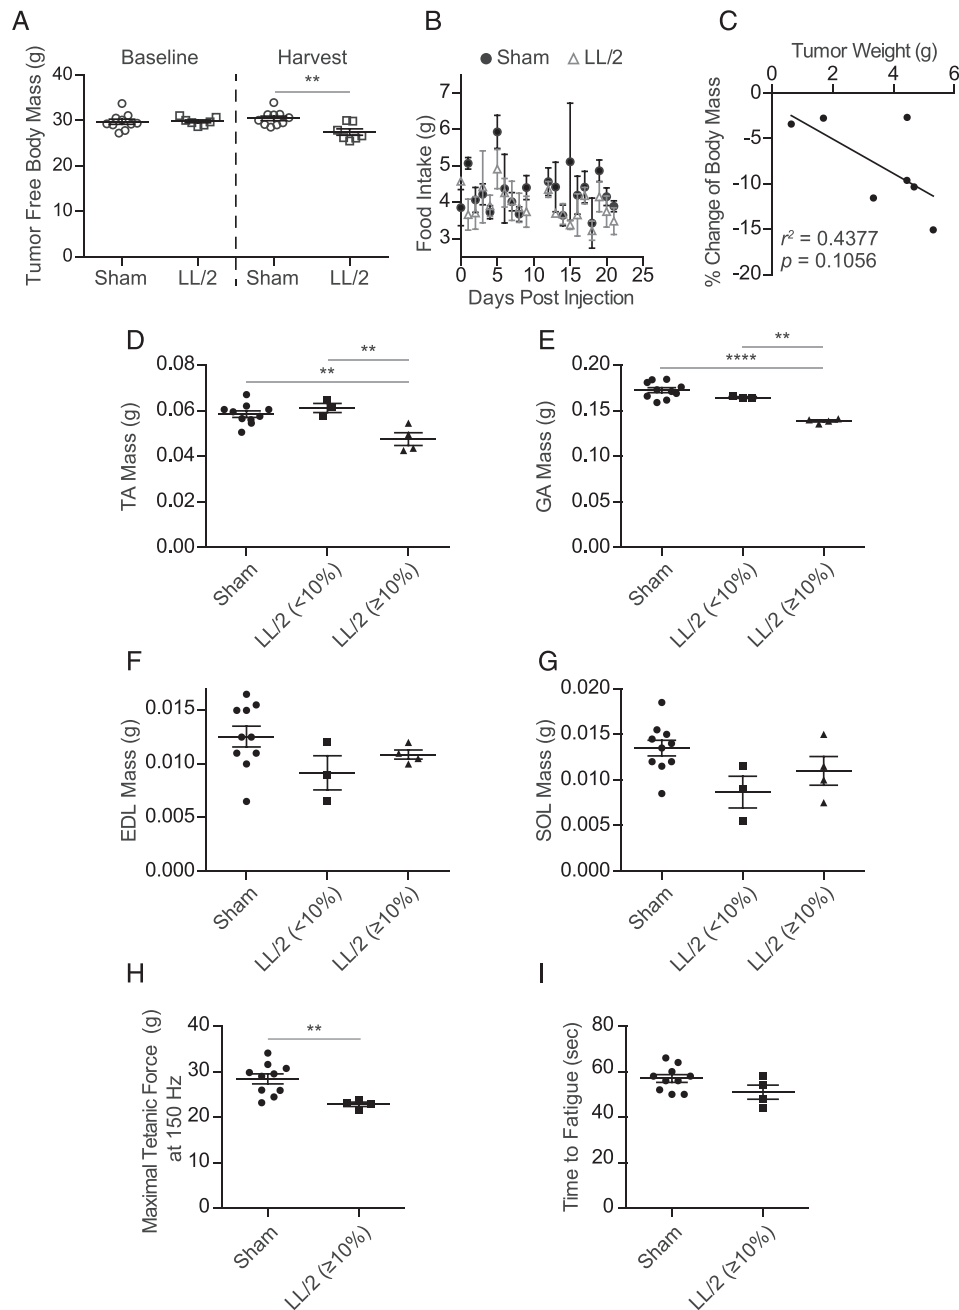 A
Baseline
Harvest
**
Tumor Free Body Mass (g)
40
30
20
10
0
Sham
LL/2
Sham
LL/2
B
Sham
LL/2
Food Intake (g)
7
6
5
4
3
0
5
10
15
20
25
Days Post Injection
C
Tumor Weight (g)
0
2
4
6
% Change of Body Mass
0
-5
-10
-15
-20
r² = 0.4377
p = 0.1056
D
**
**
TA Mass (g)
0.08
0.06
0.04
0.02
0.00
Sham
LL/2 (<10%)
LL/2 (≥10%)
E
**
****
GA Mass (g)
0.20
0.15
0.10
0.05
0.00
Sham
LL/2 (<10%)
LL/2 (≥10%)
F
EDL Mass (g)
0.015
0.010
0.005
0.000
Sham
LL/2 (<10%)
LL/2 (≥10%)
G
SOL Mass (g)
0.020
0.015
0.010
0.005
0.000
Sham
LL/2 (<10%)
LL/2 (≥10%)
H
**
Maximal Tetanic Force (g)
at 150 Hz
40
30
20
10
0
Sham
LL/2 (≥10%)
I
Time to Fatigue (sec)
80
60
40
20
0
Sham
LL/2 (≥10%)